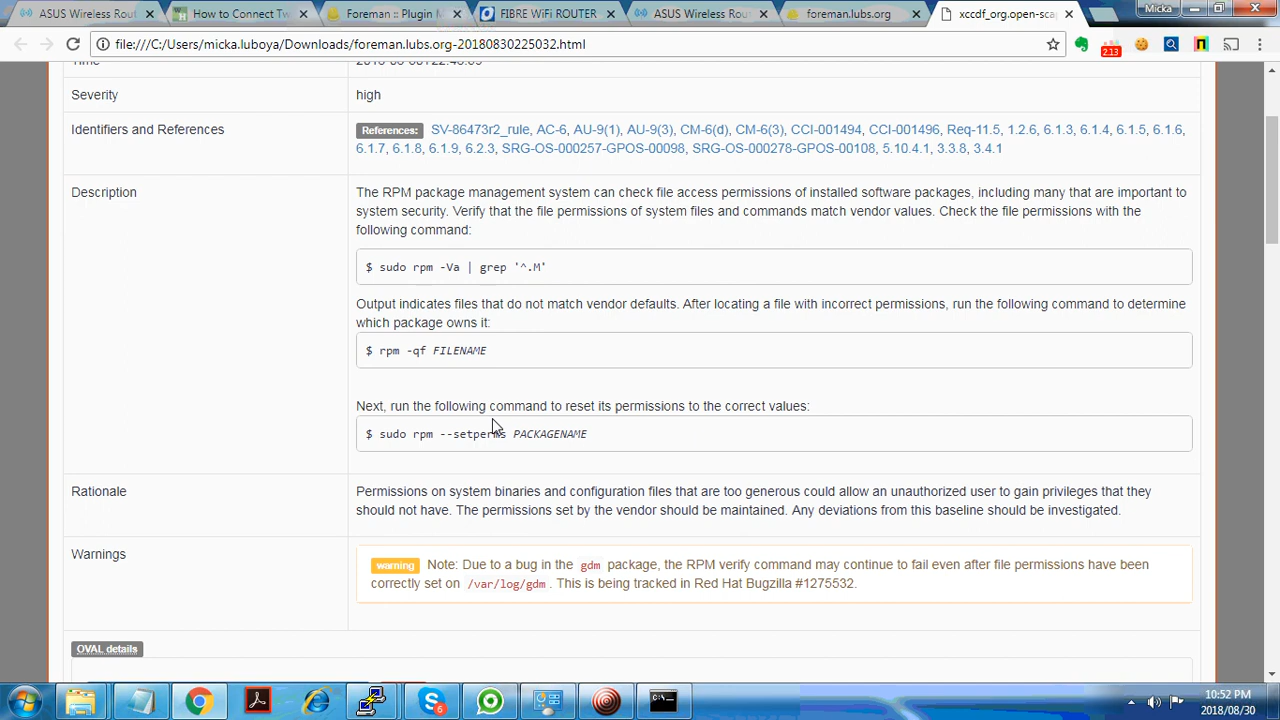 ASUS Wireless Rout
How to Connect Tw
Foreman :: Plugin
FIBRE WiFi ROUTER
ASUS Wireless Rou
foreman.lubs.org
xccdf_org.open-sca
Micka
file:///C:/Users/micka.luboya/Downloads/foreman.lubs.org-20180830225032.html
2.13
Severity
high
Identifiers and References
References: SV-86473r2_rule, AC-6, AU-9(1), AU-9(3), CM-6(d), CM-6(3), CCI-001494, CCI-001496, Req-11.5, 1.2.6, 6.1.3, 6.1.4, 6.1.5, 6.1.6,
6.1.7, 6.1.8, 6.1.9, 6.2.3, SRG-OS-000257-GPOS-00098, SRG-OS-000278-GPOS-00108, 5.10.4.1, 3.3.8, 3.4.1
Description
The RPM package management system can check file access permissions of installed software packages, including many that are important to
system security. Verify that the file permissions of system files and commands match vendor values. Check the file permissions with the
following command:
$ sudo rpm -Va | grep '^.M'
Output indicates files that do not match vendor defaults. After locating a file with incorrect permissions, run the following command to determine
which package owns it:
$ rpm -qf FILENAME
Next, run the following command to reset its permissions to the correct values:
$ sudo rpm --setperms PACKAGENAME
Rationale
Permissions on system binaries and configuration files that are too generous could allow an unauthorized user to gain privileges that they
should not have. The permissions set by the vendor should be maintained. Any deviations from this baseline should be investigated.
Warnings
warning Note: Due to a bug in the gdm package, the RPM verify command may continue to fail even after file permissions have been
correctly set on /var/log/gdm. This is being tracked in Red Hat Bugzilla #1275532.
OVAL details
6
10:52 PM
2018/08/30